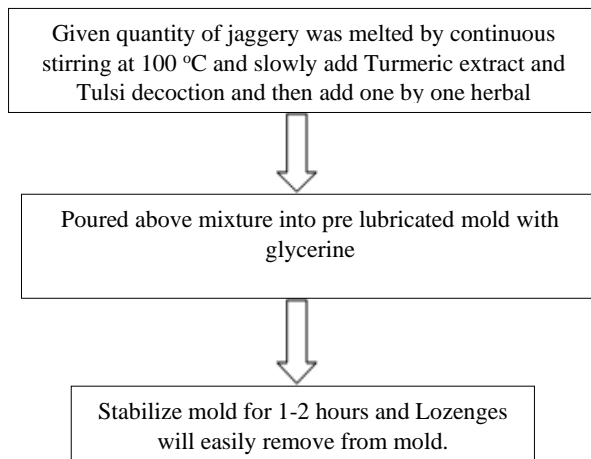 Given quantity of jaggery was melted by continuous
stirring at 100 °C and slowly add Turmeric extract and
Tulsi decoction and then add one by one herbal
Poured above mixture into pre lubricated mold with
glycerine
Stabilize mold for 1-2 hours and Lozenges
will easily remove from mold.